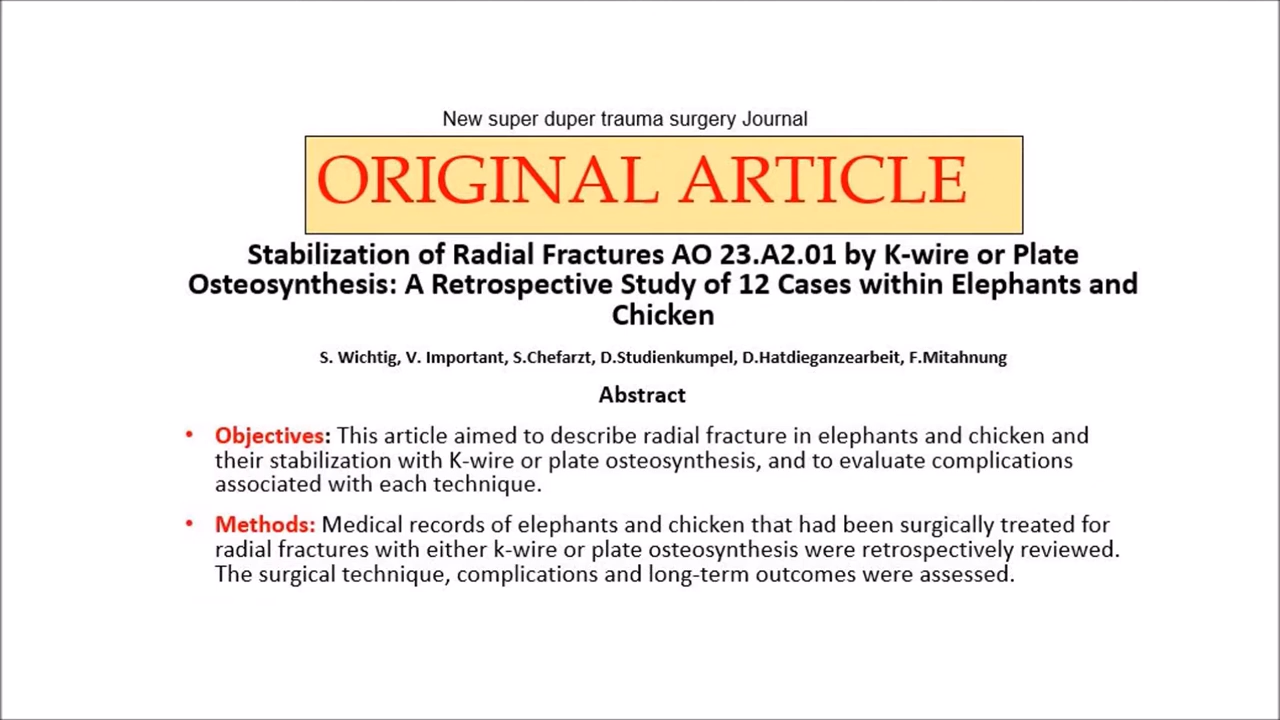 New super duper trauma surgery Journal
ORIGINAL ARTICLE
Stabilization of Radial Fractures AO 23.A2.01 by K-wire or Plate
Osteosynthesis: A Retrospective Study of 12 Cases within Elephants and
Chicken
S. Wichtig, V. Important, S.Chefarzt, D.Studienkumpel, D.Hatdieganzearbeit, F.Mitahnung
Abstract
• Objectives: This article aimed to describe radial fracture in elephants and chicken and
their stabilization with K-wire or plate osteosynthesis, and to evaluate complications
associated with each technique.
• Methods: Medical records of elephants and chicken that had been surgically treated for
radial fractures with either k-wire or plate osteosynthesis were retrospectively reviewed.
The surgical technique, complications and long-term outcomes were assessed.